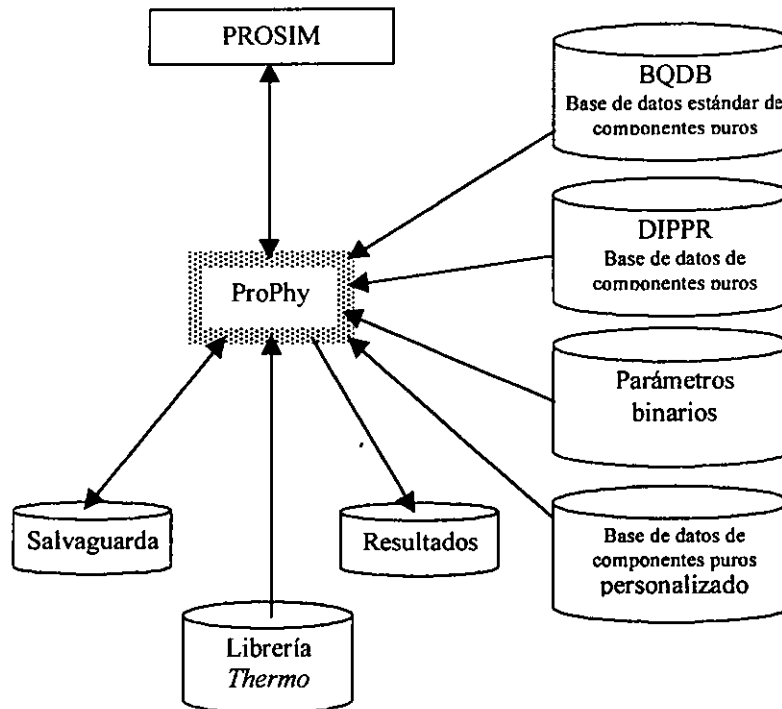 PROSIM
BQDB
Base de datos estándar de
componentes puros
DIPPR
Base de datos de
componentes puros
ProPhy
Parámetros
binarios
Salvaguarda
Resultados
Base de datos de
componentes puros
personalizado
Librería
Thermo